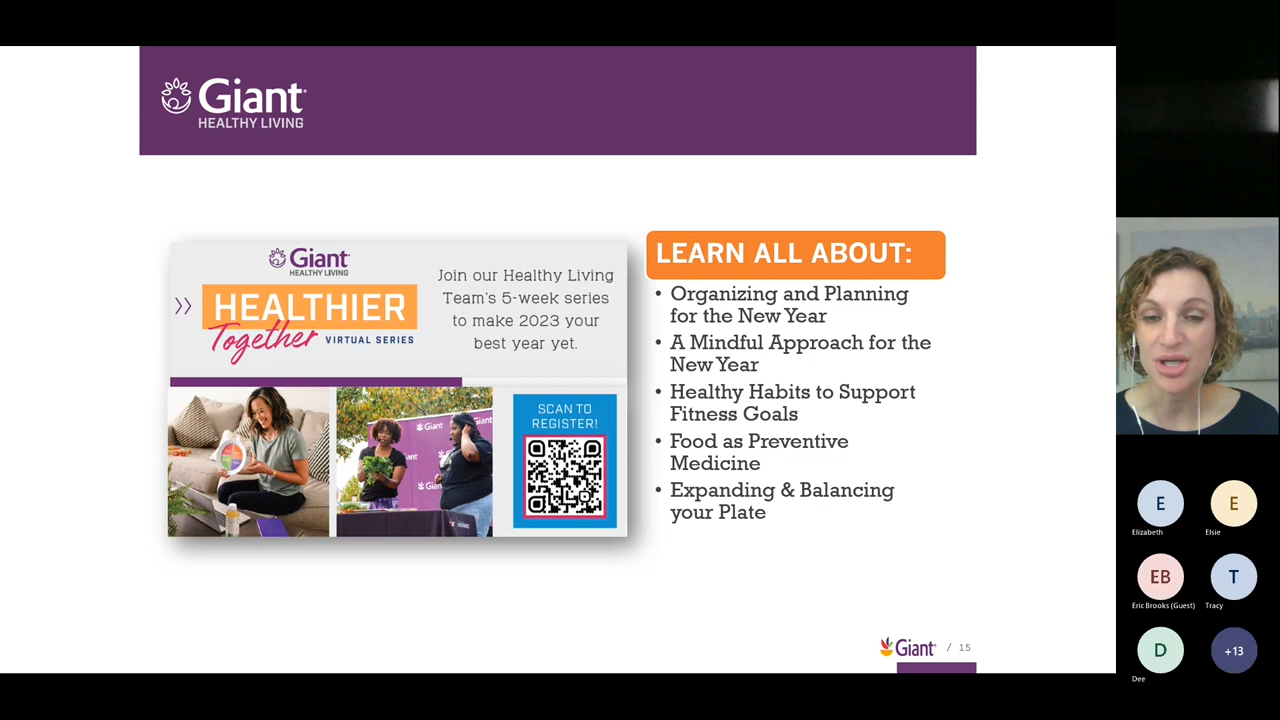 Giant
HEALTHY LIVING
Giant
HEALTHY LIVING
HEALTHIER
Together VIRTUAL SERIES
Join our Healthy Living
Team's 5-week series
to make 2023 your
best year yet.
Giant
Giant
Giant
SCAN TO
REGISTER!
LEARN ALL ABOUT:
• Organizing and Planning
for the New Year
• A Mindful Approach for the
New Year
• Healthy Habits to Support
Fitness Goals
• Food as Preventive
Medicine
• Expanding & Balancing
your Plate
Giant / 15
E
Elizabeth
E
Elsie
EB
Eric Brooks (Guest)
T
Tracy
D
Dee
+13